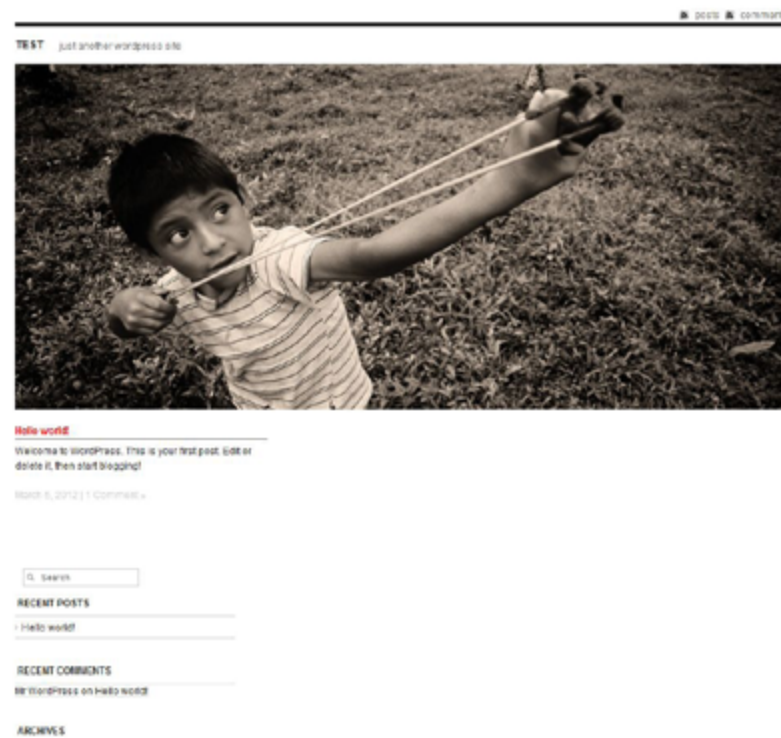 posts commen
TEST just another wordpress site
Hello world!
Welcome to WordPress. This is your first post. Edit or
delete it, then start blogging!
March 6, 2012 | 1 Comment »
Search
RECENT POSTS
› Hello world!
RECENT COMMENTS
Mr WordPress on Hello world!
ARCHIVES